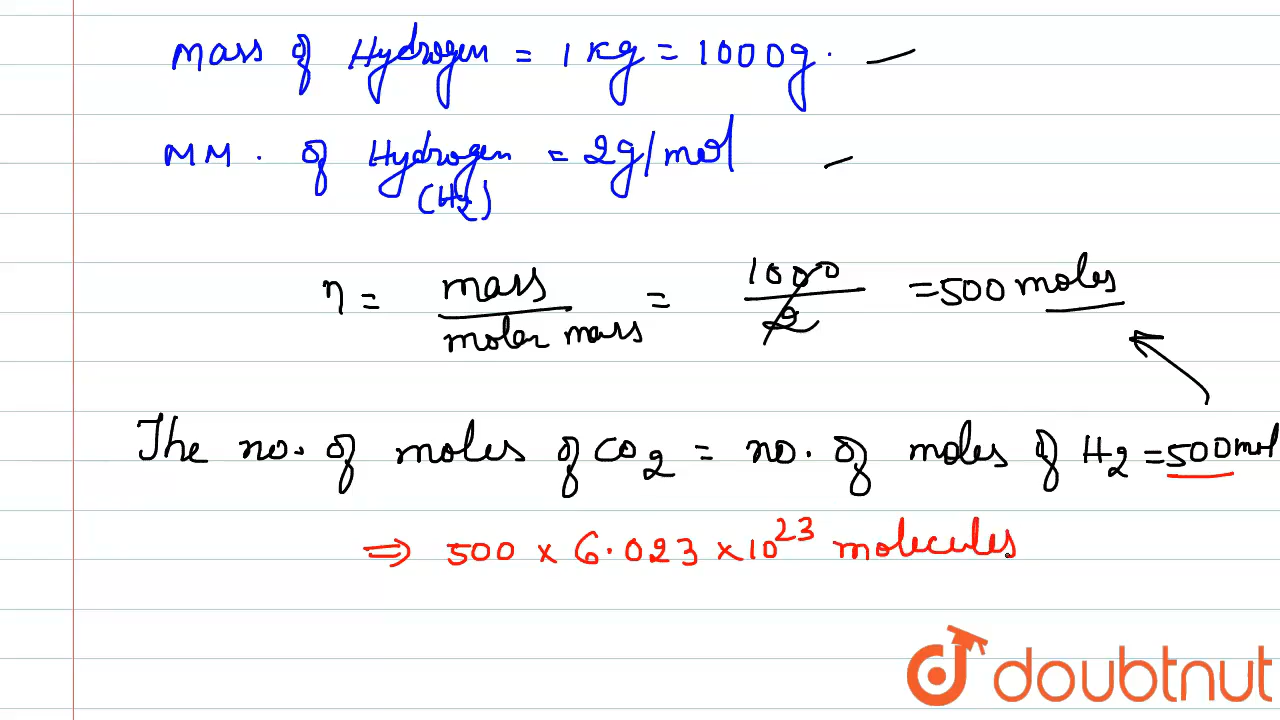 Mass of Hydrogen = 1 kg = 1000g.
MM. of Hydrogen = 2g/mol
(H2)
η = mass / molar mass = 1000 / 2 = 500 moles
The no. of moles of CO2 = no. of moles of H2 = 500mol
⇒ 500 × 6.023 × 10^23 molecules
doubtnut